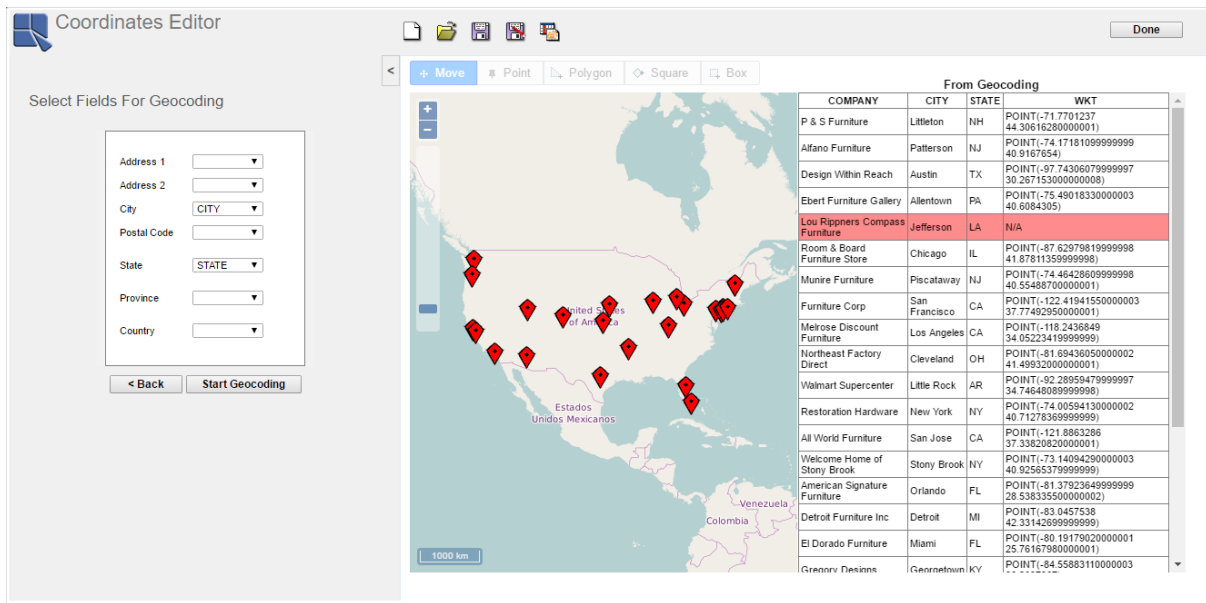 Coordinates Editor
Done
<
Move
Point
Polygon
Square
Box
From Geocoding
Select Fields For Geocoding
Address 1
Address 2
City CITY
Postal Code
State STATE
Province
Country
< Back
Start Geocoding
+
−
United States
of America
Estados
Unidos Mexicanos
Venezuela
Colombia
1000 km
COMPANY CITY STATE WKT
P & S Furniture Littleton NH POINT(-71.7701237
44.30616280000001)
Alfano Furniture Patterson NJ POINT(-74.17181099999999
40.9167654)
Design Within Reach Austin TX POINT(-97.74306079999997
30.267153000000008)
Ebert Furniture Gallery Allentown PA POINT(-75.49018330000003
40.6084305)
Lou Rippners Compass
Furniture Jefferson LA N/A
Room & Board
Furniture Store Chicago IL POINT(-87.62979819999998
41.87811359999998)
Munire Furniture Piscataway NJ POINT(-74.46428609999998
40.55488700000001)
Furniture Corp San
Francisco CA POINT(-122.41941550000003
37.77492950000001)
Melrose Discount
Furniture Los Angeles CA POINT(-118.2436849
34.05223419999999)
Northeast Factory
Direct Cleveland OH POINT(-81.69436050000002
41.49932000000001)
Walmart Supercenter Little Rock AR POINT(-92.28959479999997
34.74648089999998)
Restoration Hardware New York NY POINT(-74.00594130000002
40.71278369999999)
All World Furniture San Jose CA POINT(-121.8863286
37.33820820000001)
Welcome Home of
Stony Brook Stony Brook NY POINT(-73.14094290000003
40.92565379999999)
American Signature
Furniture Orlando FL POINT(-81.37923649999999
28.538335500000002)
Detroit Furniture Inc Detroit MI POINT(-83.0457538
42.33142699999999)
El Dorado Furniture Miami FL POINT(-80.19179020000001
25.76167980000001)
Gregory Designs Georgetown KY POINT(-84.55883110000003